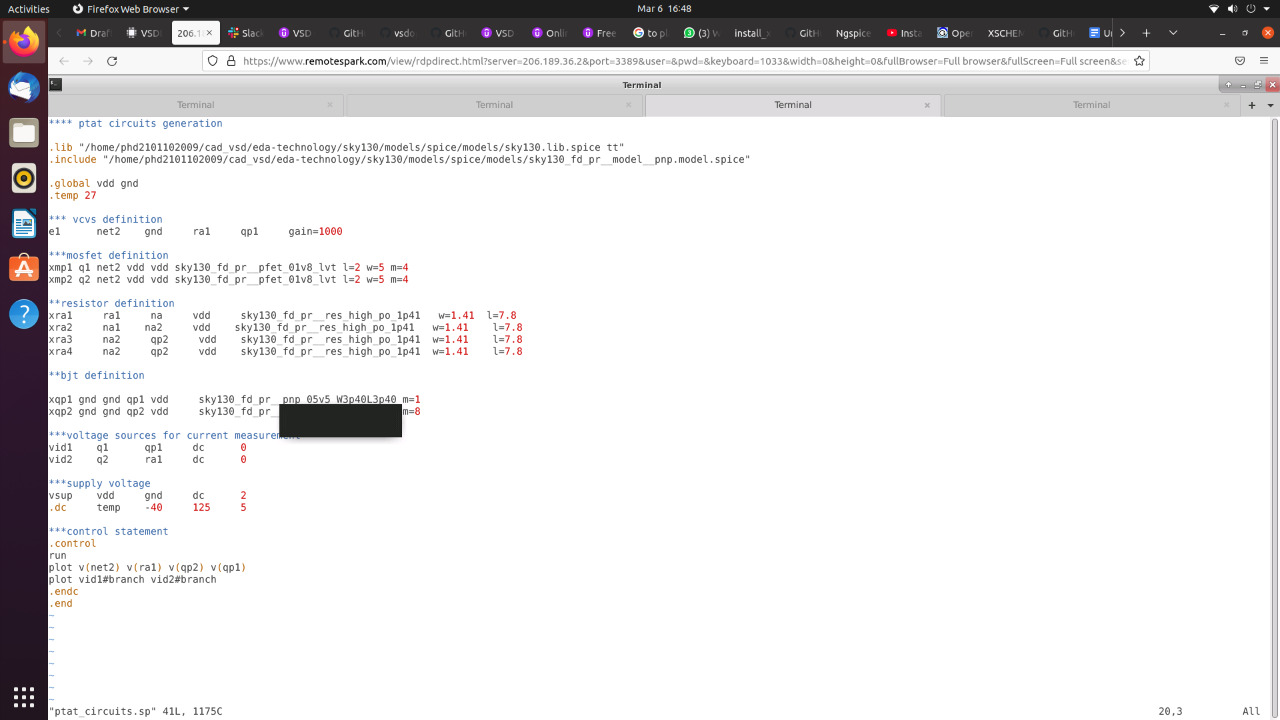 Activities
Firefox Web Browser
Mar 6 16:48
Draft
VSD
206.1
Slack
VSD
GitH
vsdo
GitH
VSD
Onlin
Free
to pl
(3) W
install_
GitH
Ngspice
Insta
Oper
XSCHEM
GitH
Unti
https://www.remotespark.com/view/rdpdirect.html?server=206.189.36.2&port=3389&user=&pwd=&keyboard=1033&width=0&height=0&fullBrowser=Full browser&fullScreen=Full screen&se
Terminal
Terminal
Terminal
Terminal
Terminal
**** ptat circuits generation
.lib "/home/phd2101102009/cad_vsd/eda-technology/sky130/models/spice/models/sky130.lib.spice tt"
.include "/home/phd2101102009/cad_vsd/eda-technology/sky130/models/spice/models/sky130_fd_pr__model__pnp.model.spice"
.global vdd gnd
.temp 27
*** vcvs definition
e1 net2 gnd ra1 qp1 gain=1000
***mosfet definition
xmp1 q1 net2 vdd vdd sky130_fd_pr__pfet_01v8_lvt l=2 w=5 m=4
xmp2 q2 net2 vdd vdd sky130_fd_pr__pfet_01v8_lvt l=2 w=5 m=4
**resistor definition
xra1 ra1 na vdd sky130_fd_pr__res_high_po_1p41 w=1.41 l=7.8
xra2 na1 na2 vdd sky130_fd_pr__res_high_po_1p41 w=1.41 l=7.8
xra3 na2 qp2 vdd sky130_fd_pr__res_high_po_1p41 w=1.41 l=7.8
xra4 na2 qp2 vdd sky130_fd_pr__res_high_po_1p41 w=1.41 l=7.8
**bjt definition
xqp1 gnd gnd qp1 vdd sky130_fd_pr__pnp_05v5_W3p40L3p40 m=1
xqp2 gnd gnd qp2 vdd sky130_fd_pr_ m=8
***voltage sources for current measurement
vid1 q1 qp1 dc 0
vid2 q2 ra1 dc 0
***supply voltage
vsup vdd gnd dc 2
.dc temp -40 125 5
***control statement
.control
run
plot v(net2) v(ra1) v(qp2) v(qp1)
plot vid1#branch vid2#branch
.endc
.end
~
~
~
~
~
~
~
~
"ptat_circuits.sp" 41L, 1175C
20,3
All